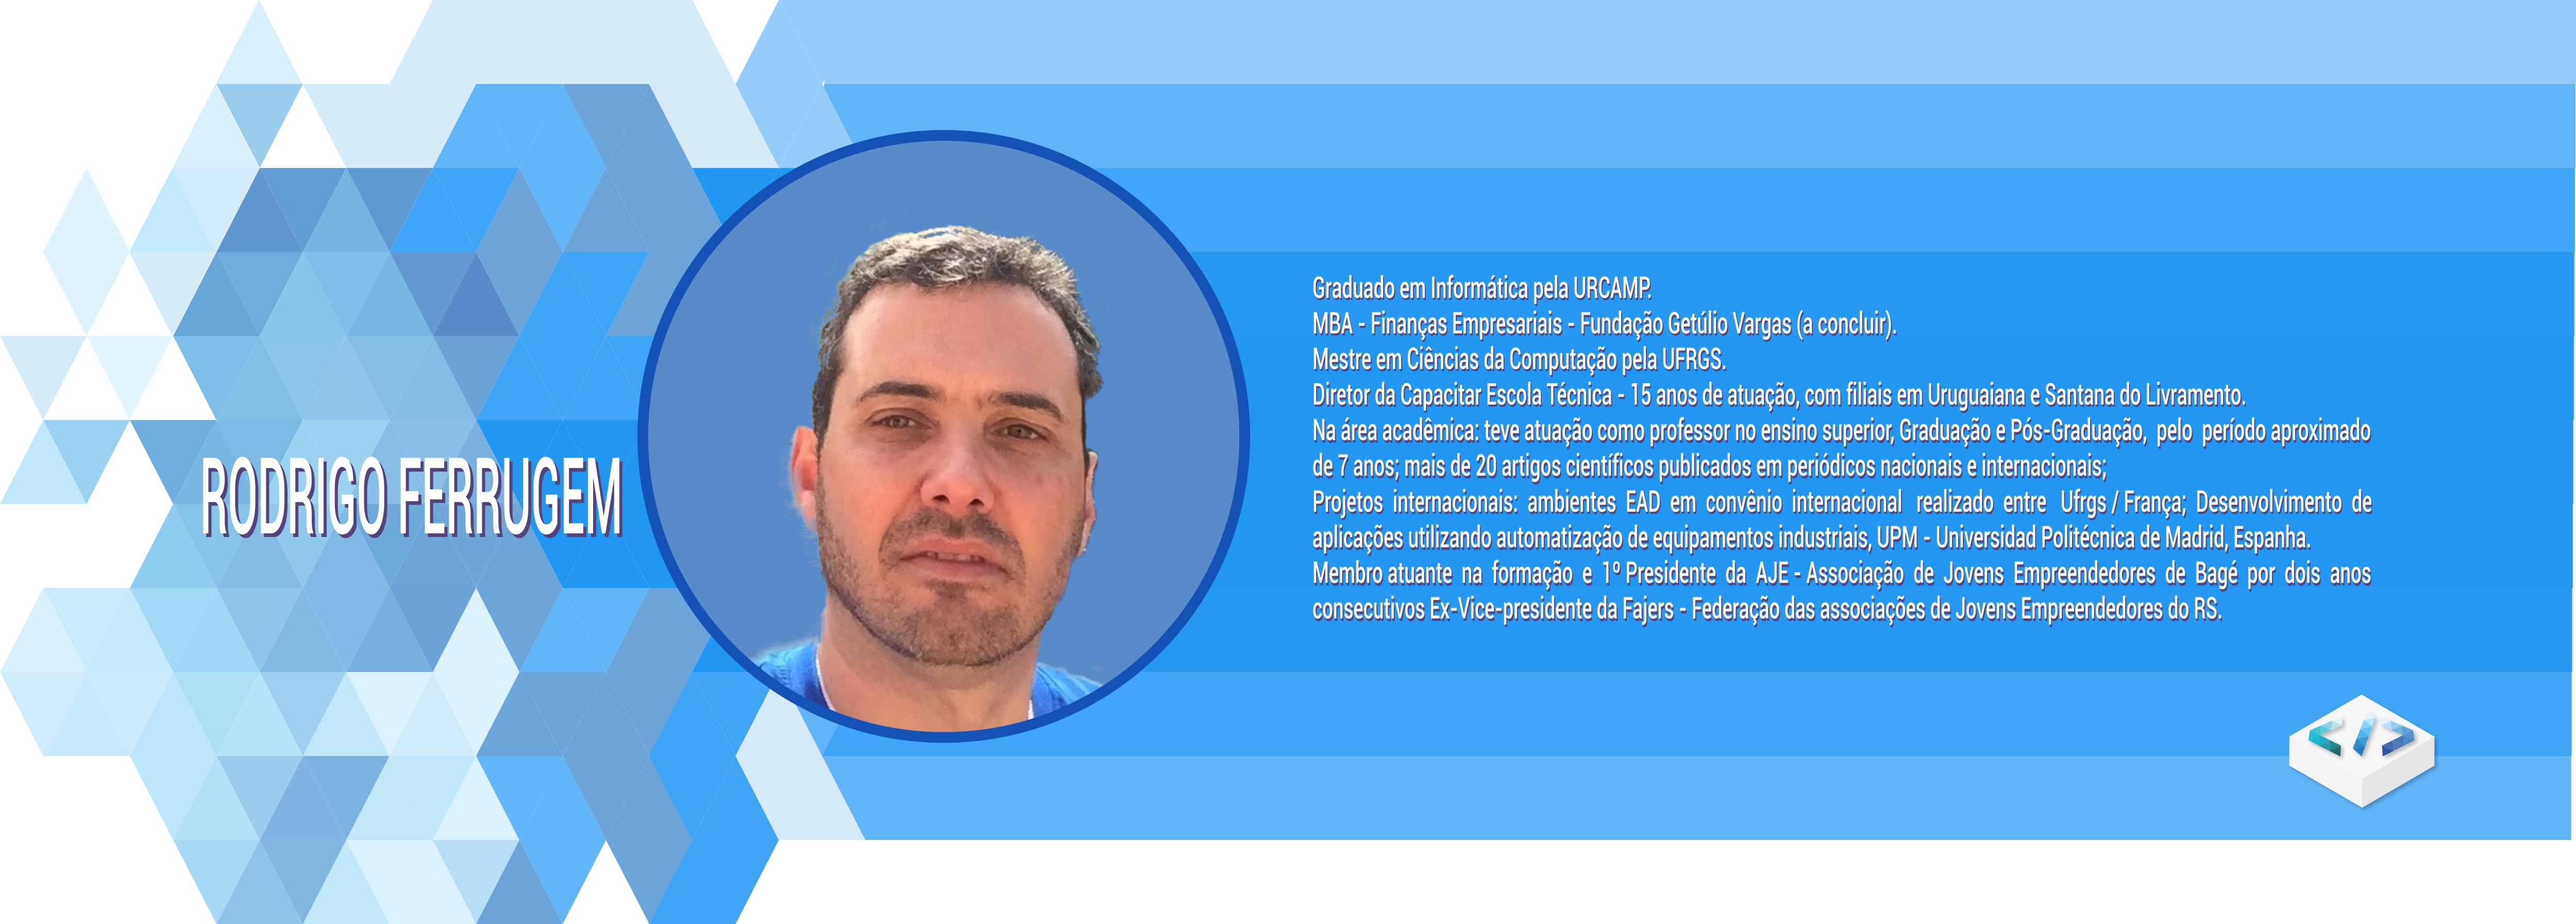 RODRIGO FERRUGEM
Graduado em Informática pela URCAMP.
MBA - Finanças Empresariais - Fundação Getúlio Vargas (a concluir).
Mestre em Ciências da Computação pela UFRGS.
Diretor da Capacitar Escola Técnica - 15 anos de atuação, com filiais em Uruguaiana e Santana do Livramento.
Na área acadêmica: teve atuação como professor no ensino superior, Graduação e Pós-Graduação, pelo período aproximado
de 7 anos; mais de 20 artigos científicos publicados em periódicos nacionais e internacionais;
Projetos internacionais: ambientes EAD em convênio internacional realizado entre Ufrgs / França; Desenvolvimento de
aplicações utilizando automatização de equipamentos industriais, UPM - Universidad Politécnica de Madrid, Espanha.
Membro atuante na formação e 1º Presidente da AJE - Associação de Jovens Empreendedores de Bagé por dois anos
consecutivos Ex-Vice-presidente da Fajers - Federação das associações de Jovens Empreendedores do RS.